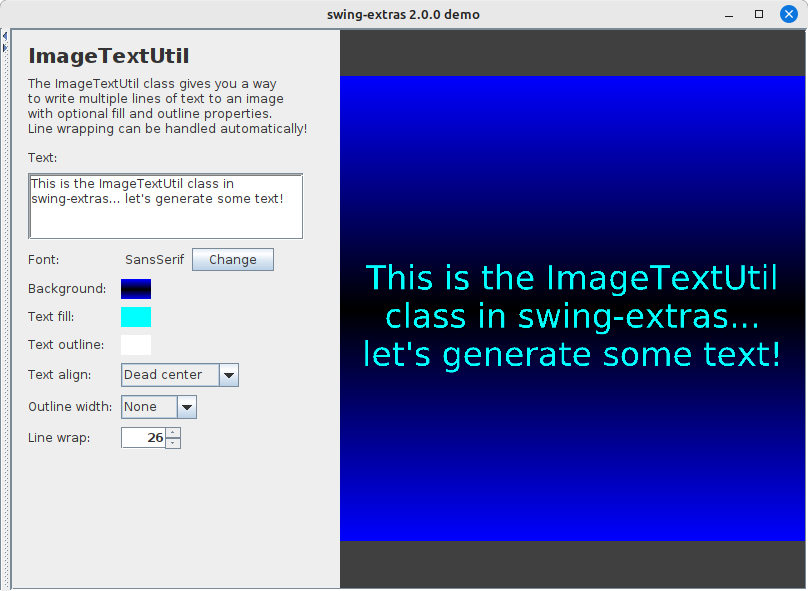 swing-extras 2.0.0 demo
ImageTextUtil
The ImageTextUtil class gives you a way
to write multiple lines of text to an image
with optional fill and outline properties.
Line wrapping can be handled automatically!
Text:
This is the ImageTextUtil class in
swing-extras... let's generate some text!
Font: SansSerif Change
Background:
Text fill:
Text outline:
Text align: Dead center
Outline width: None
Line wrap: 26
This is the ImageTextUtil
class in swing-extras...
let's generate some text!